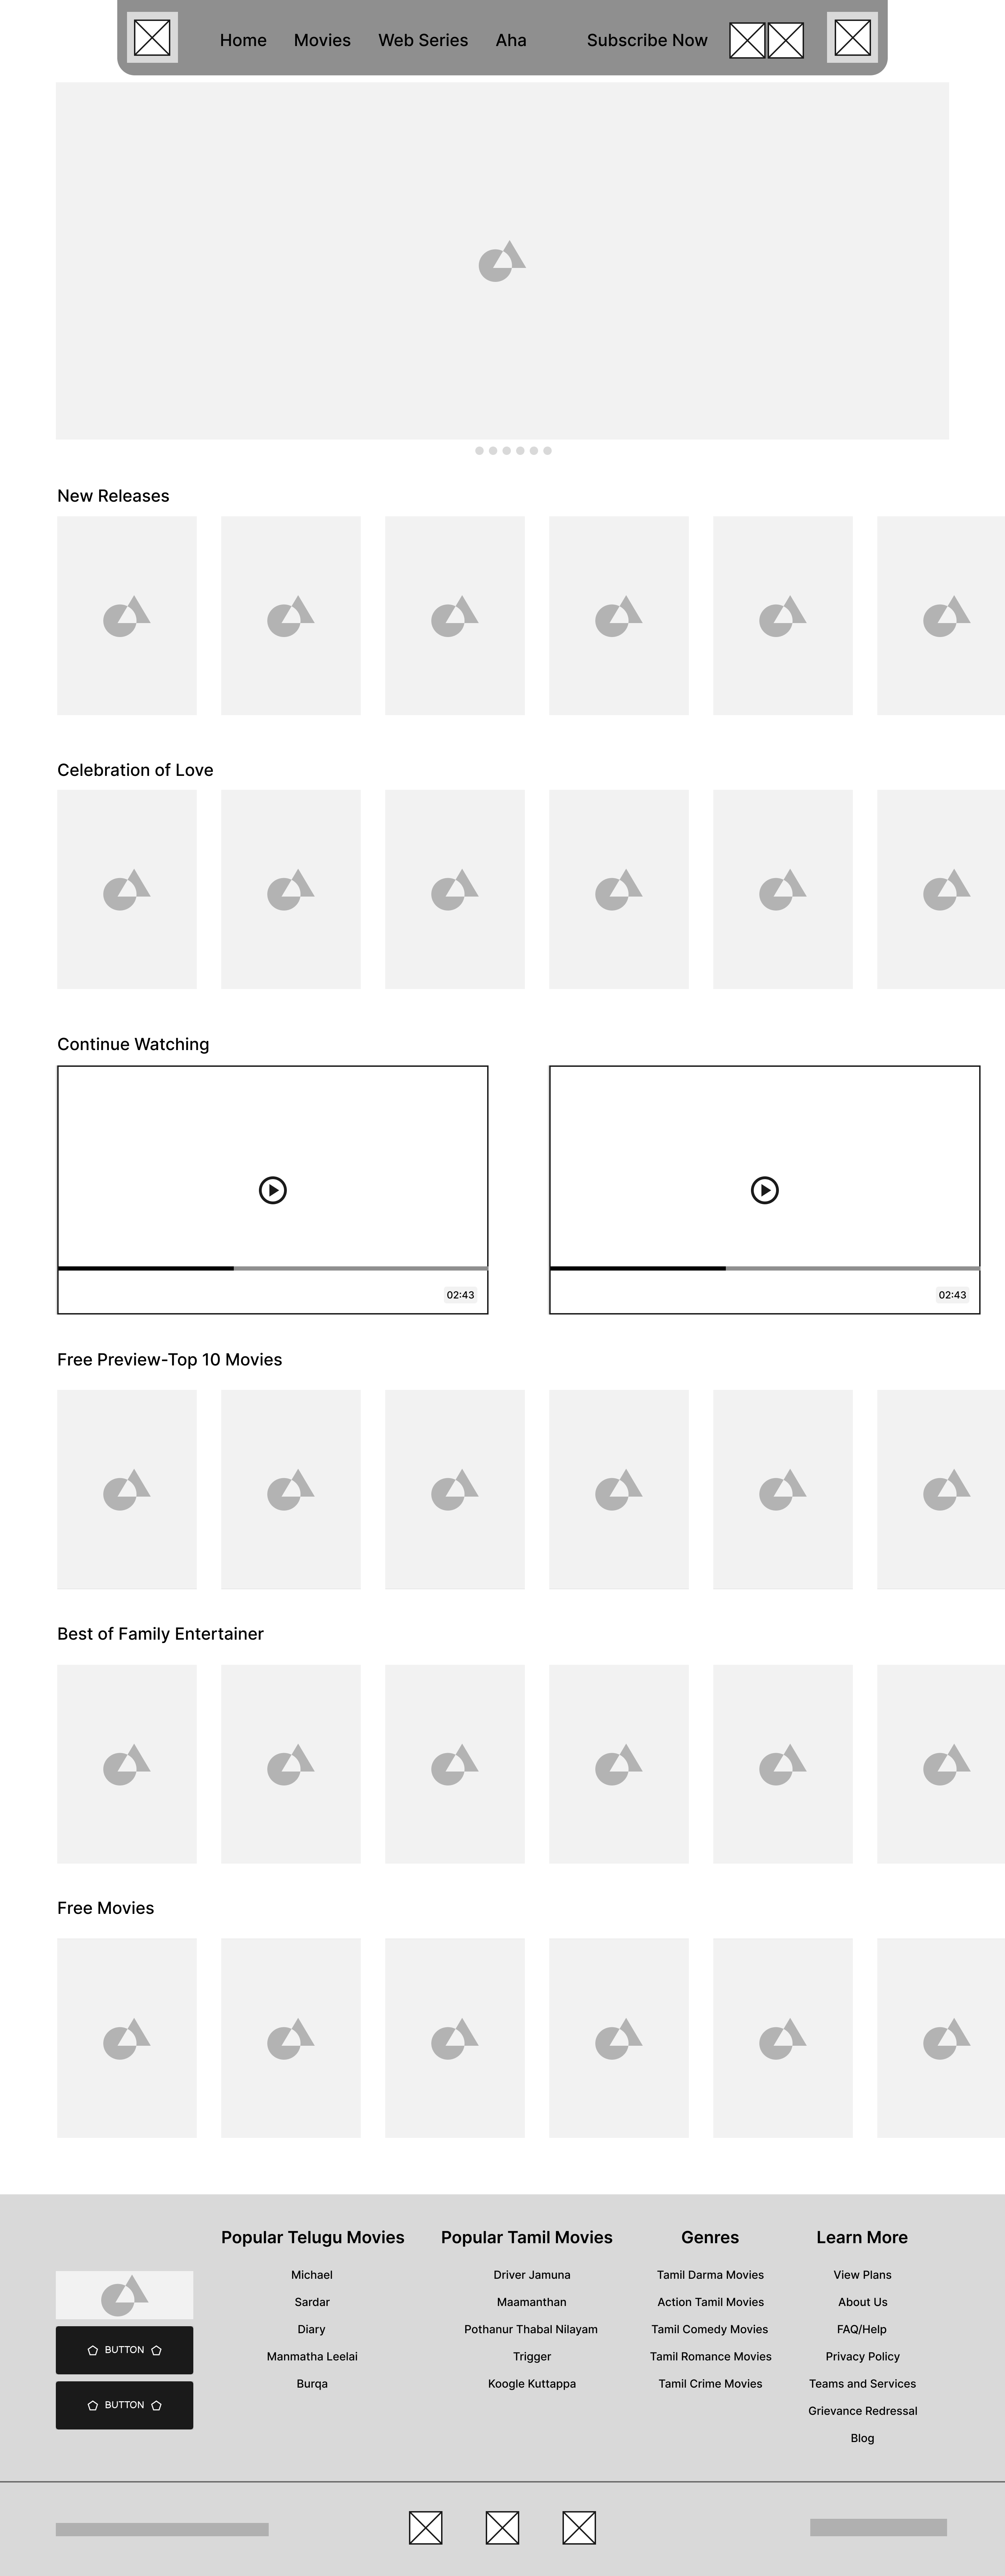 Home Movies Web Series Aha Subscribe Now
New Releases
Celebration of Love
Continue Watching
02:43 02:43
Free Preview-Top 10 Movies
Best of Family Entertainer
Free Movies
Popular Telugu Movies Popular Tamil Movies Genres Learn More
Michael Driver Jamuna Tamil Darma Movies View Plans
Sardar Maamanthan Action Tamil Movies About Us
Diary Pothanur Thabal Nilayam Tamil Comedy Movies FAQ/Help
BUTTON Manmatha Leelai Trigger Tamil Romance Movies Privacy Policy
Burqa Koogle Kuttappa Tamil Crime Movies Teams and Services
BUTTON Grievance Redressal
Blog